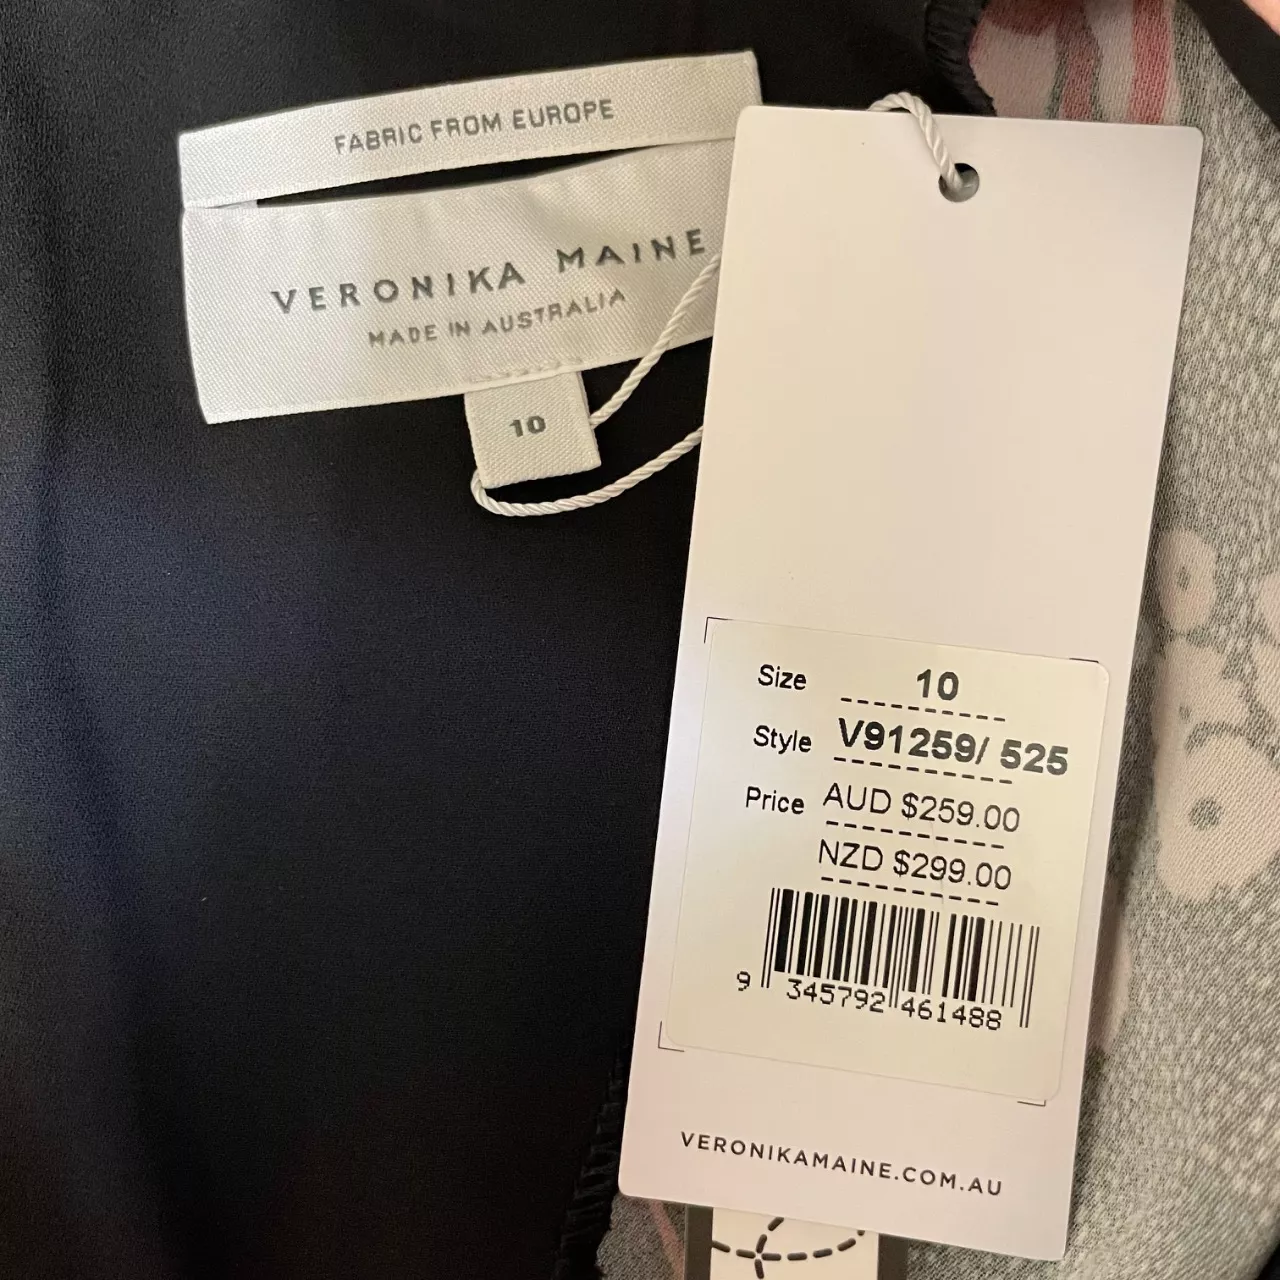 FABRIC FROM EUROPE
VERONIKA MAINE
MADE IN AUSTRALIA
10
Size 10
Style V91259/ 525
Price AUD $259.00
NZD $299.00
9 345792 461488
VERONIKAMAINE.COM.AU